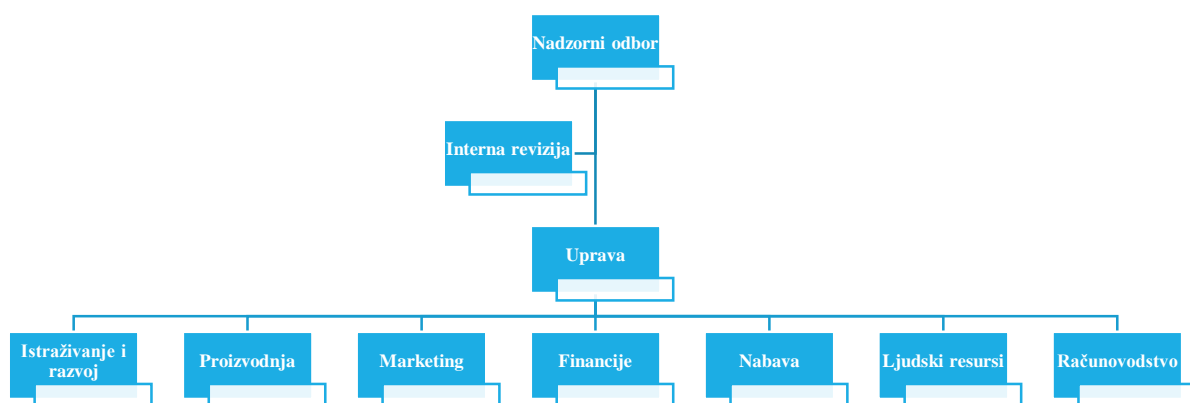 Nadzorni odbor
Interna revizija
Uprava
Istraživanje i
razvoj
Proizvodnja
Marketing
Financije
Nabava
Ljudski resursi
Računovodstvo